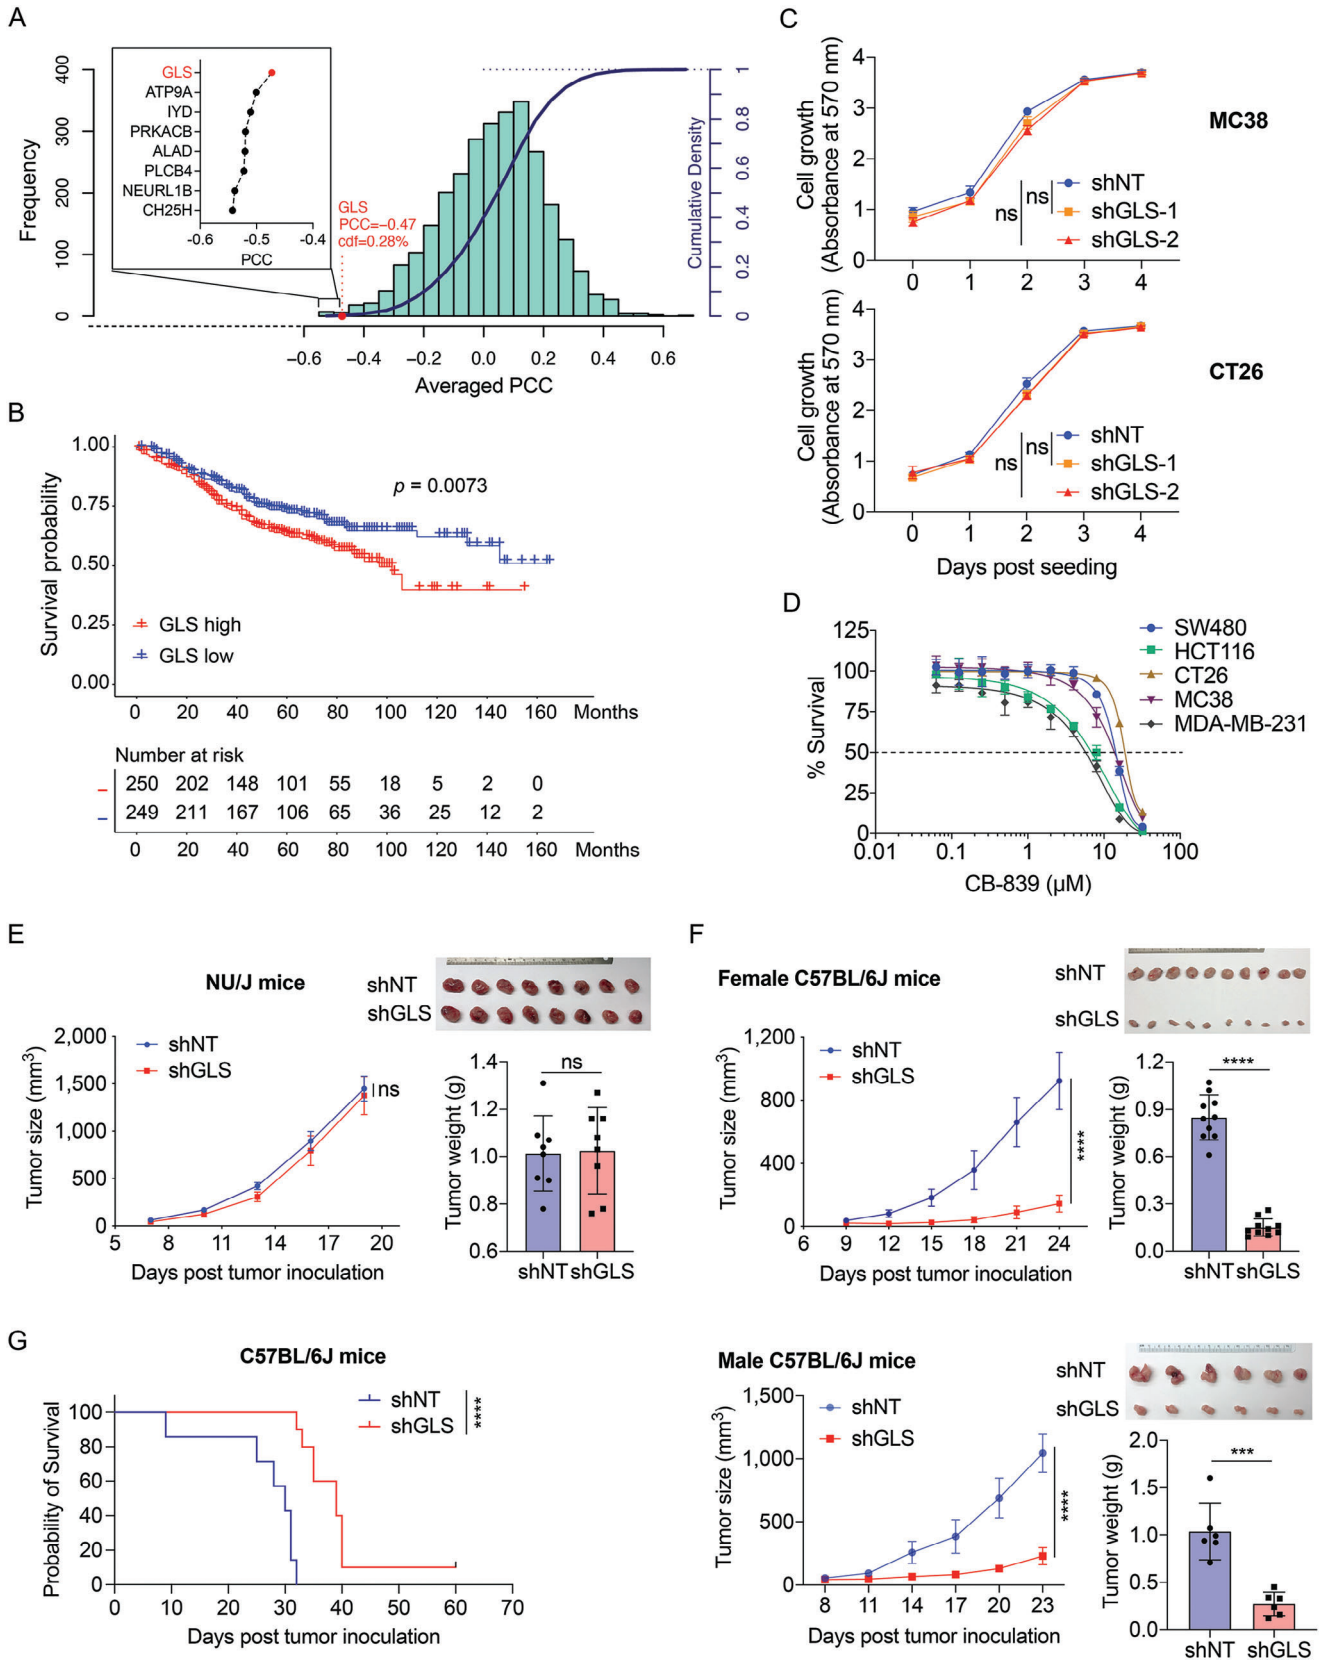 A
GLS
ATP9A
IYD
PRKACB
ALAD
PLCB4
NEURL1B
CH25H
-0.6 -0.5 -0.4
PCC
GLS
PCC=−0.47
cdf=0.28%
Frequency
0 100 200 300 400
Cumulative Density
0 0.2 0.4 0.6 0.8 1
−0.6 −0.4 −0.2 0.0 0.2 0.4 0.6
Averaged PCC
B
Survival probability
1.00
0.75
0.50
0.25
0.00
p = 0.0073
GLS high
GLS low
0 20 40 60 80 100 120 140 160 Months
Number at risk
250 202 148 101 55 18 5 2 0
249 211 167 106 65 36 25 12 2
0 20 40 60 80 100 120 140 160 Months
C
Cell growth
(Absorbance at 570 nm)
4
3
2
1
0
MC38
ns ns
shNT
shGLS-1
shGLS-2
0 1 2 3 4
Cell growth
(Absorbance at 570 nm)
4
3
2
1
0
CT26
ns ns
shNT
shGLS-1
shGLS-2
0 1 2 3 4
Days post seeding
D
% Survival
125
100
75
50
25
0
SW480
HCT116
CT26
MC38
MDA-MB-231
0.01 0.1 1 10 100
CB-839 (µM)
E
NU/J mice
shNT
shGLS
Tumor size (mm3)
2,000
1,500
1,000
500
0
shNT
shGLS
ns
5 8 11 14 17 20
Days post tumor inoculation
Tumor weight (g)
1.4
1.2
1.0
0.8
0.6
ns
shNT shGLS
F
Female C57BL/6J mice
shNT
shGLS
Tumor size (mm3)
1,200
800
400
0
shNT
shGLS
****
6 9 12 15 18 21 24
Days post tumor inoculation
Tumor weight (g)
1.2
0.9
0.6
0.3
0.0
****
shNT shGLS
G
C57BL/6J mice
Probability of Survival
100
80
60
40
20
0
shNT
shGLS
****
0 10 20 30 40 50 60 70
Days post tumor inoculation
Male C57BL/6J mice
shNT
shGLS
Tumor size (mm3)
1,500
1,000
500
0
shNT
shGLS
****
8 11 14 17 20 23
Days post tumor inoculation
Tumor weight (g)
2.0
1.5
1.0
0.5
0.0
***
shNT shGLS